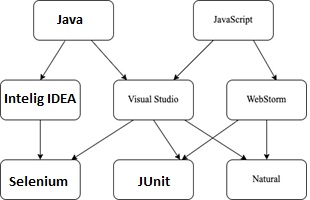 Java
JavaScript
Intelig IDEA
Visual Studio
WebStorm
Selenium
JUnit
Natural